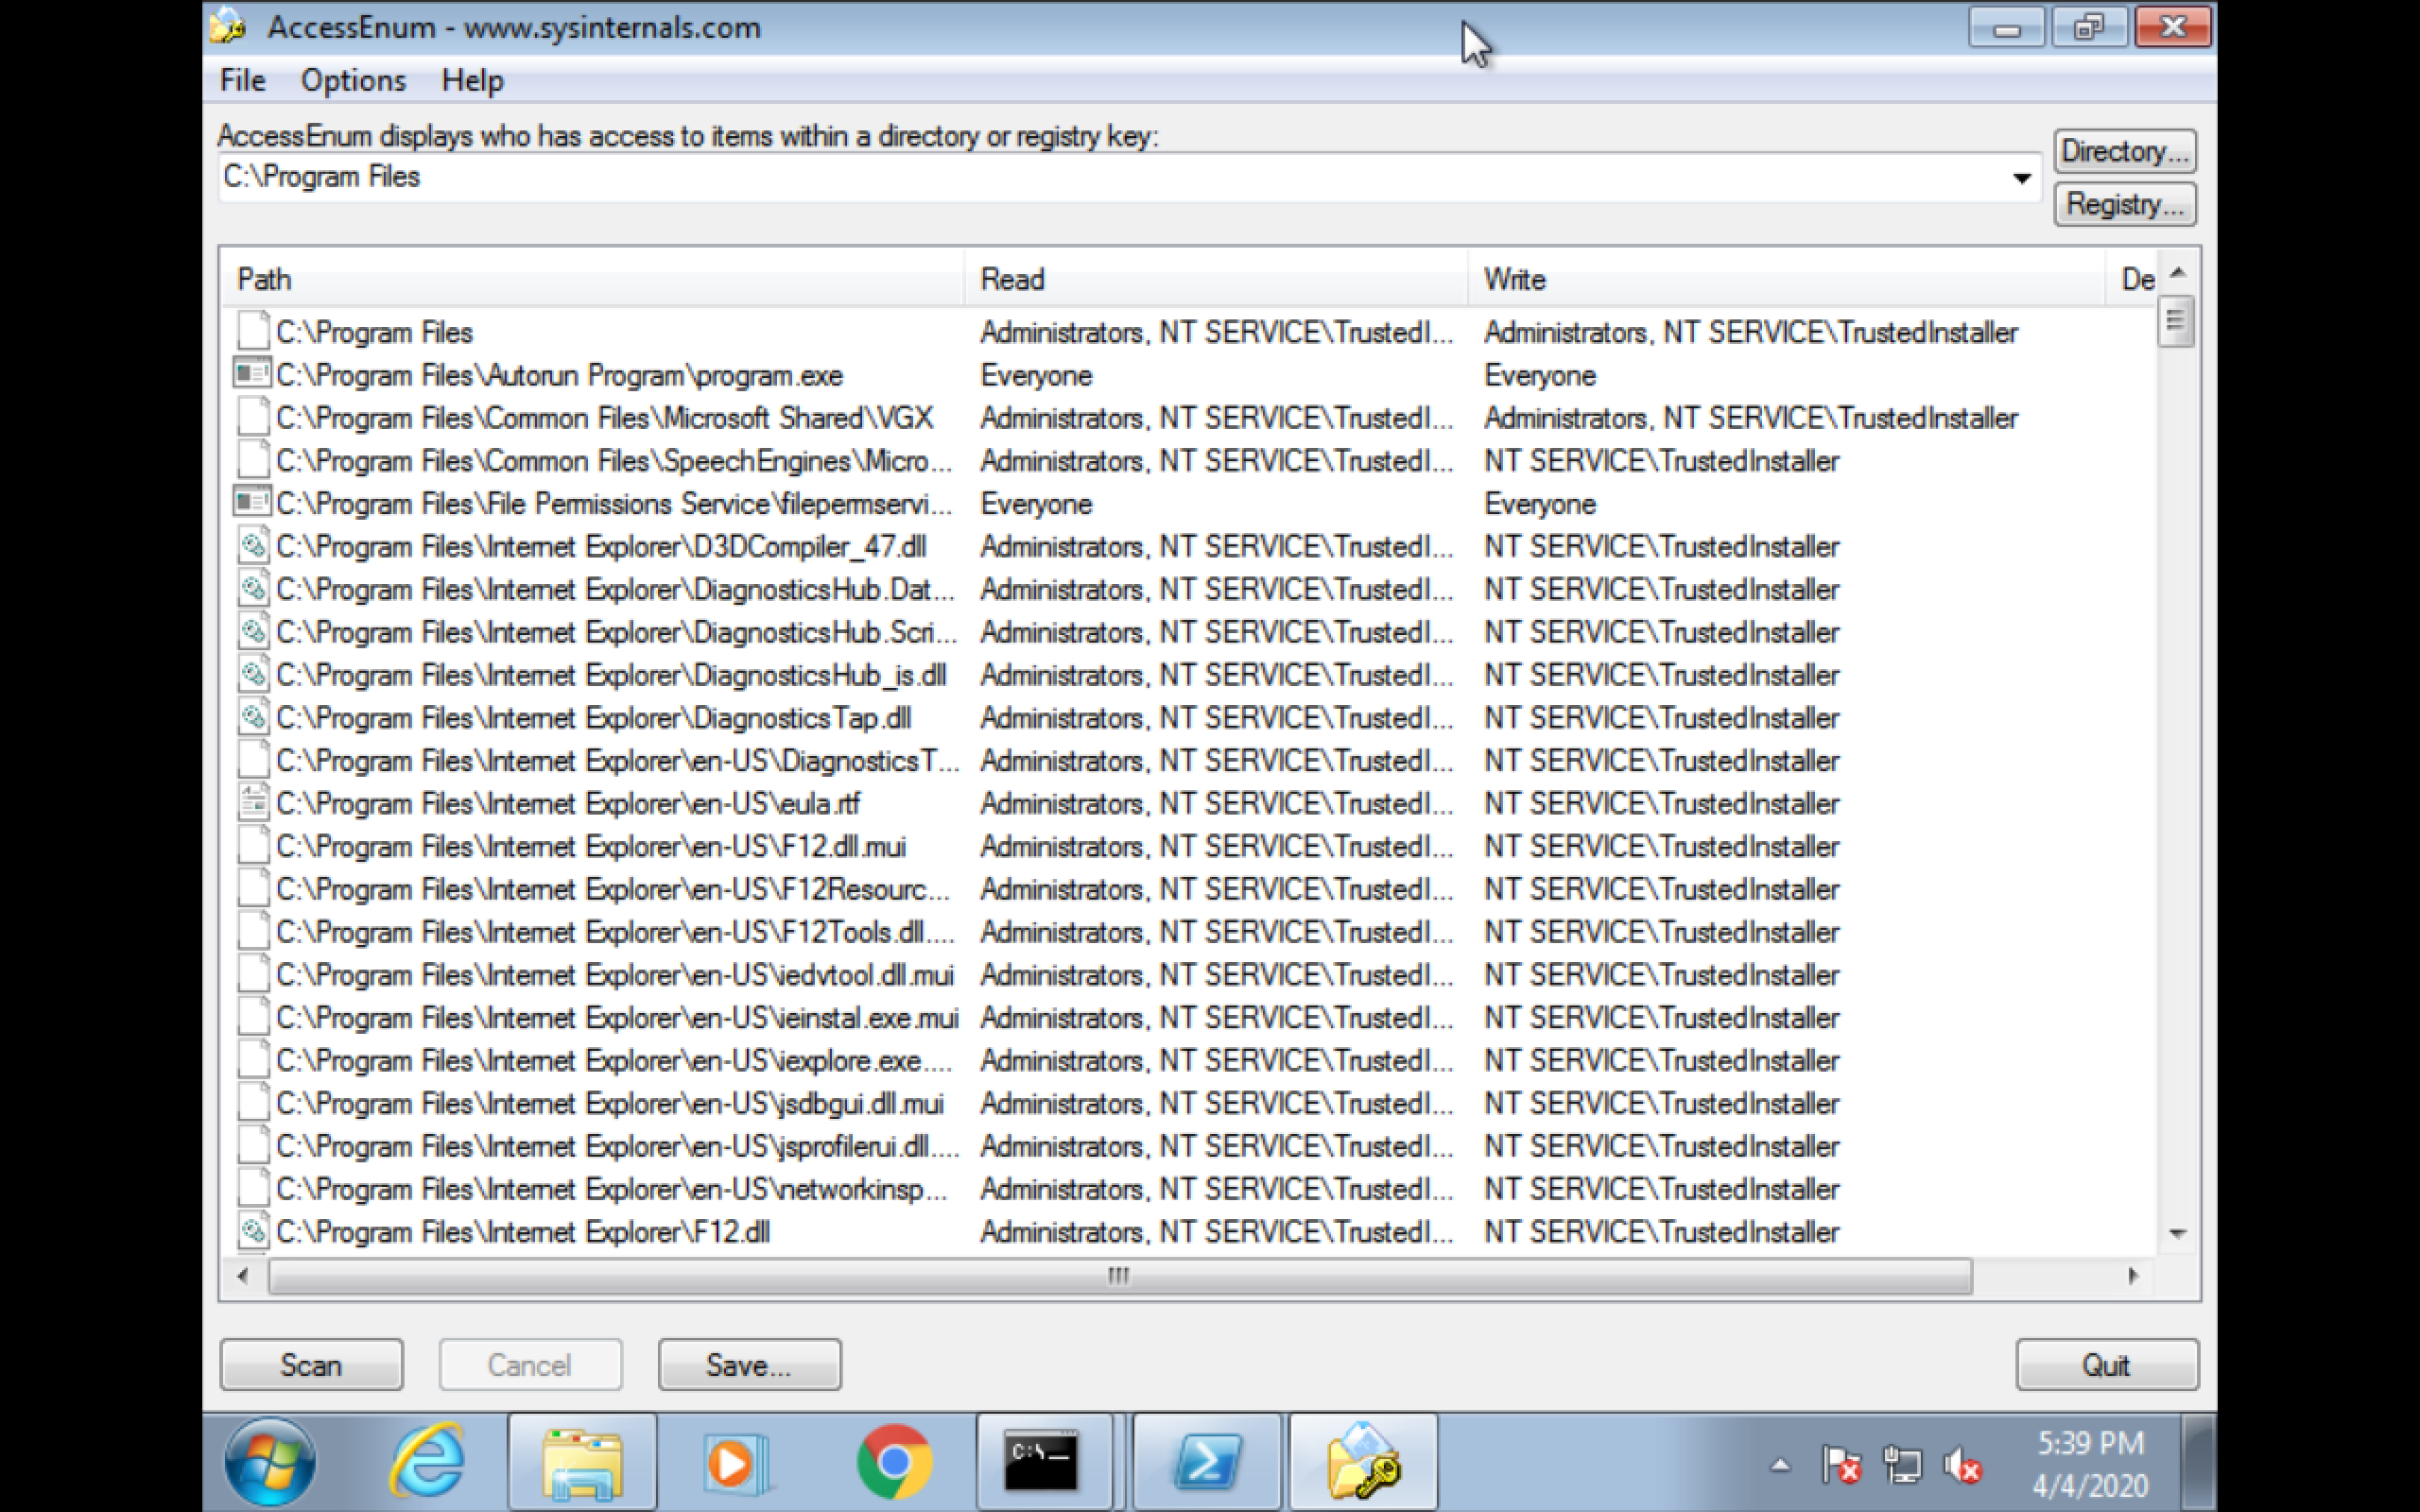 AccessEnum - www.sysinternals.com
File Options Help
AccessEnum displays who has access to items within a directory or registry key:
Directory...
C:\Program Files
Registry...
Path Read Write De
C:\Program Files Administrators, NT SERVICE\TrustedI... Administrators, NT SERVICE\TrustedInstaller
C:\Program Files\Autorun Program\program.exe Everyone Everyone
C:\Program Files\Common Files\Microsoft Shared\VGX Administrators, NT SERVICE\TrustedI... Administrators, NT SERVICE\TrustedInstaller
C:\Program Files\Common Files\SpeechEngines\Micro... Administrators, NT SERVICE\TrustedI... NT SERVICE\TrustedInstaller
C:\Program Files\File Permissions Service\filepermservi... Everyone Everyone
C:\Program Files\Internet Explorer\D3DCompiler_47.dll Administrators, NT SERVICE\TrustedI... NT SERVICE\TrustedInstaller
C:\Program Files\Internet Explorer\DiagnosticsHub.Dat... Administrators, NT SERVICE\TrustedI... NT SERVICE\TrustedInstaller
C:\Program Files\Internet Explorer\DiagnosticsHub.Scri... Administrators, NT SERVICE\TrustedI... NT SERVICE\TrustedInstaller
C:\Program Files\Internet Explorer\DiagnosticsHub_is.dll Administrators, NT SERVICE\TrustedI... NT SERVICE\TrustedInstaller
C:\Program Files\Internet Explorer\DiagnosticsTap.dll Administrators, NT SERVICE\TrustedI... NT SERVICE\TrustedInstaller
C:\Program Files\Internet Explorer\en-US\DiagnosticsT... Administrators, NT SERVICE\TrustedI... NT SERVICE\TrustedInstaller
C:\Program Files\Internet Explorer\en-US\eula.rtf Administrators, NT SERVICE\TrustedI... NT SERVICE\TrustedInstaller
C:\Program Files\Internet Explorer\en-US\F12.dll.mui Administrators, NT SERVICE\TrustedI... NT SERVICE\TrustedInstaller
C:\Program Files\Internet Explorer\en-US\F12Resourc... Administrators, NT SERVICE\TrustedI... NT SERVICE\TrustedInstaller
C:\Program Files\Internet Explorer\en-US\F12Tools.dll.... Administrators, NT SERVICE\TrustedI... NT SERVICE\TrustedInstaller
C:\Program Files\Internet Explorer\en-US\iedvtool.dll.mui Administrators, NT SERVICE\TrustedI... NT SERVICE\TrustedInstaller
C:\Program Files\Internet Explorer\en-US\ieinstal.exe.mui Administrators, NT SERVICE\TrustedI... NT SERVICE\TrustedInstaller
C:\Program Files\Internet Explorer\en-US\iexplore.exe.... Administrators, NT SERVICE\TrustedI... NT SERVICE\TrustedInstaller
C:\Program Files\Internet Explorer\en-US\jsdbgui.dll.mui Administrators, NT SERVICE\TrustedI... NT SERVICE\TrustedInstaller
C:\Program Files\Internet Explorer\en-US\jsprofilerui.dll.... Administrators, NT SERVICE\TrustedI... NT SERVICE\TrustedInstaller
C:\Program Files\Internet Explorer\en-US\networkinsp... Administrators, NT SERVICE\TrustedI... NT SERVICE\TrustedInstaller
C:\Program Files\Internet Explorer\F12.dll Administrators, NT SERVICE\TrustedI... NT SERVICE\TrustedInstaller
Scan Cancel Save... Quit
C:\_
5:39 PM
4/4/2020